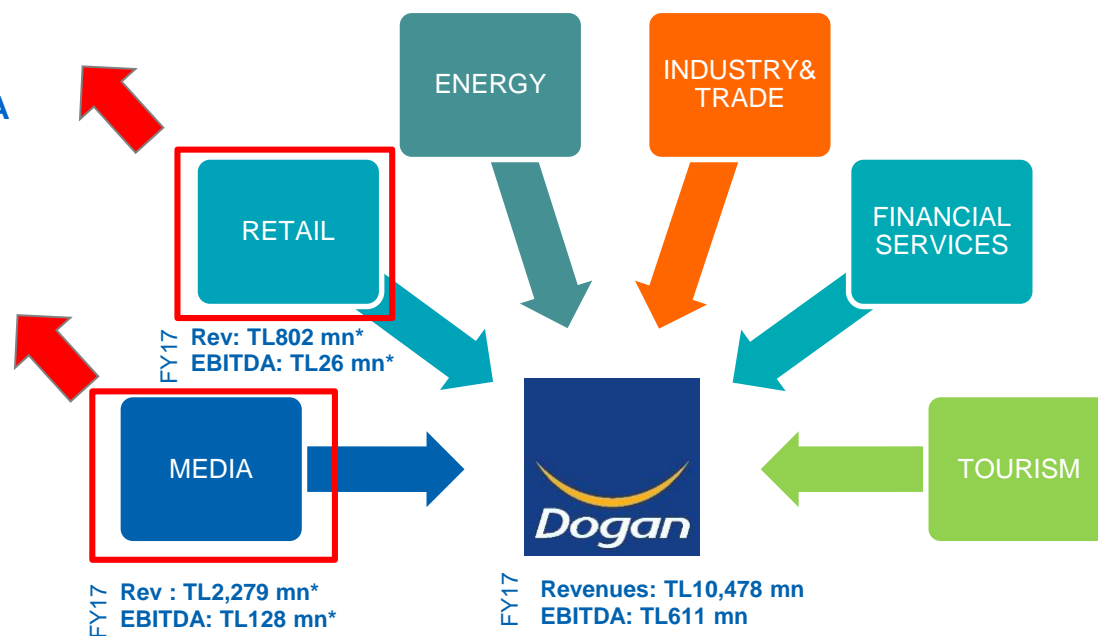 ENERGY
INDUSTRY&
TRADE
A
RETAIL
FINANCIAL
SERVICES
FY17
Rev: TL802 mn*
EBITDA: TL26 mn*
MEDIA
TOURISM
Dogan
FY17
Rev : TL2,279 mn*
EBITDA: TL128 mn*
FY17
Revenues: TL10,478 mn
EBITDA: TL611 mn